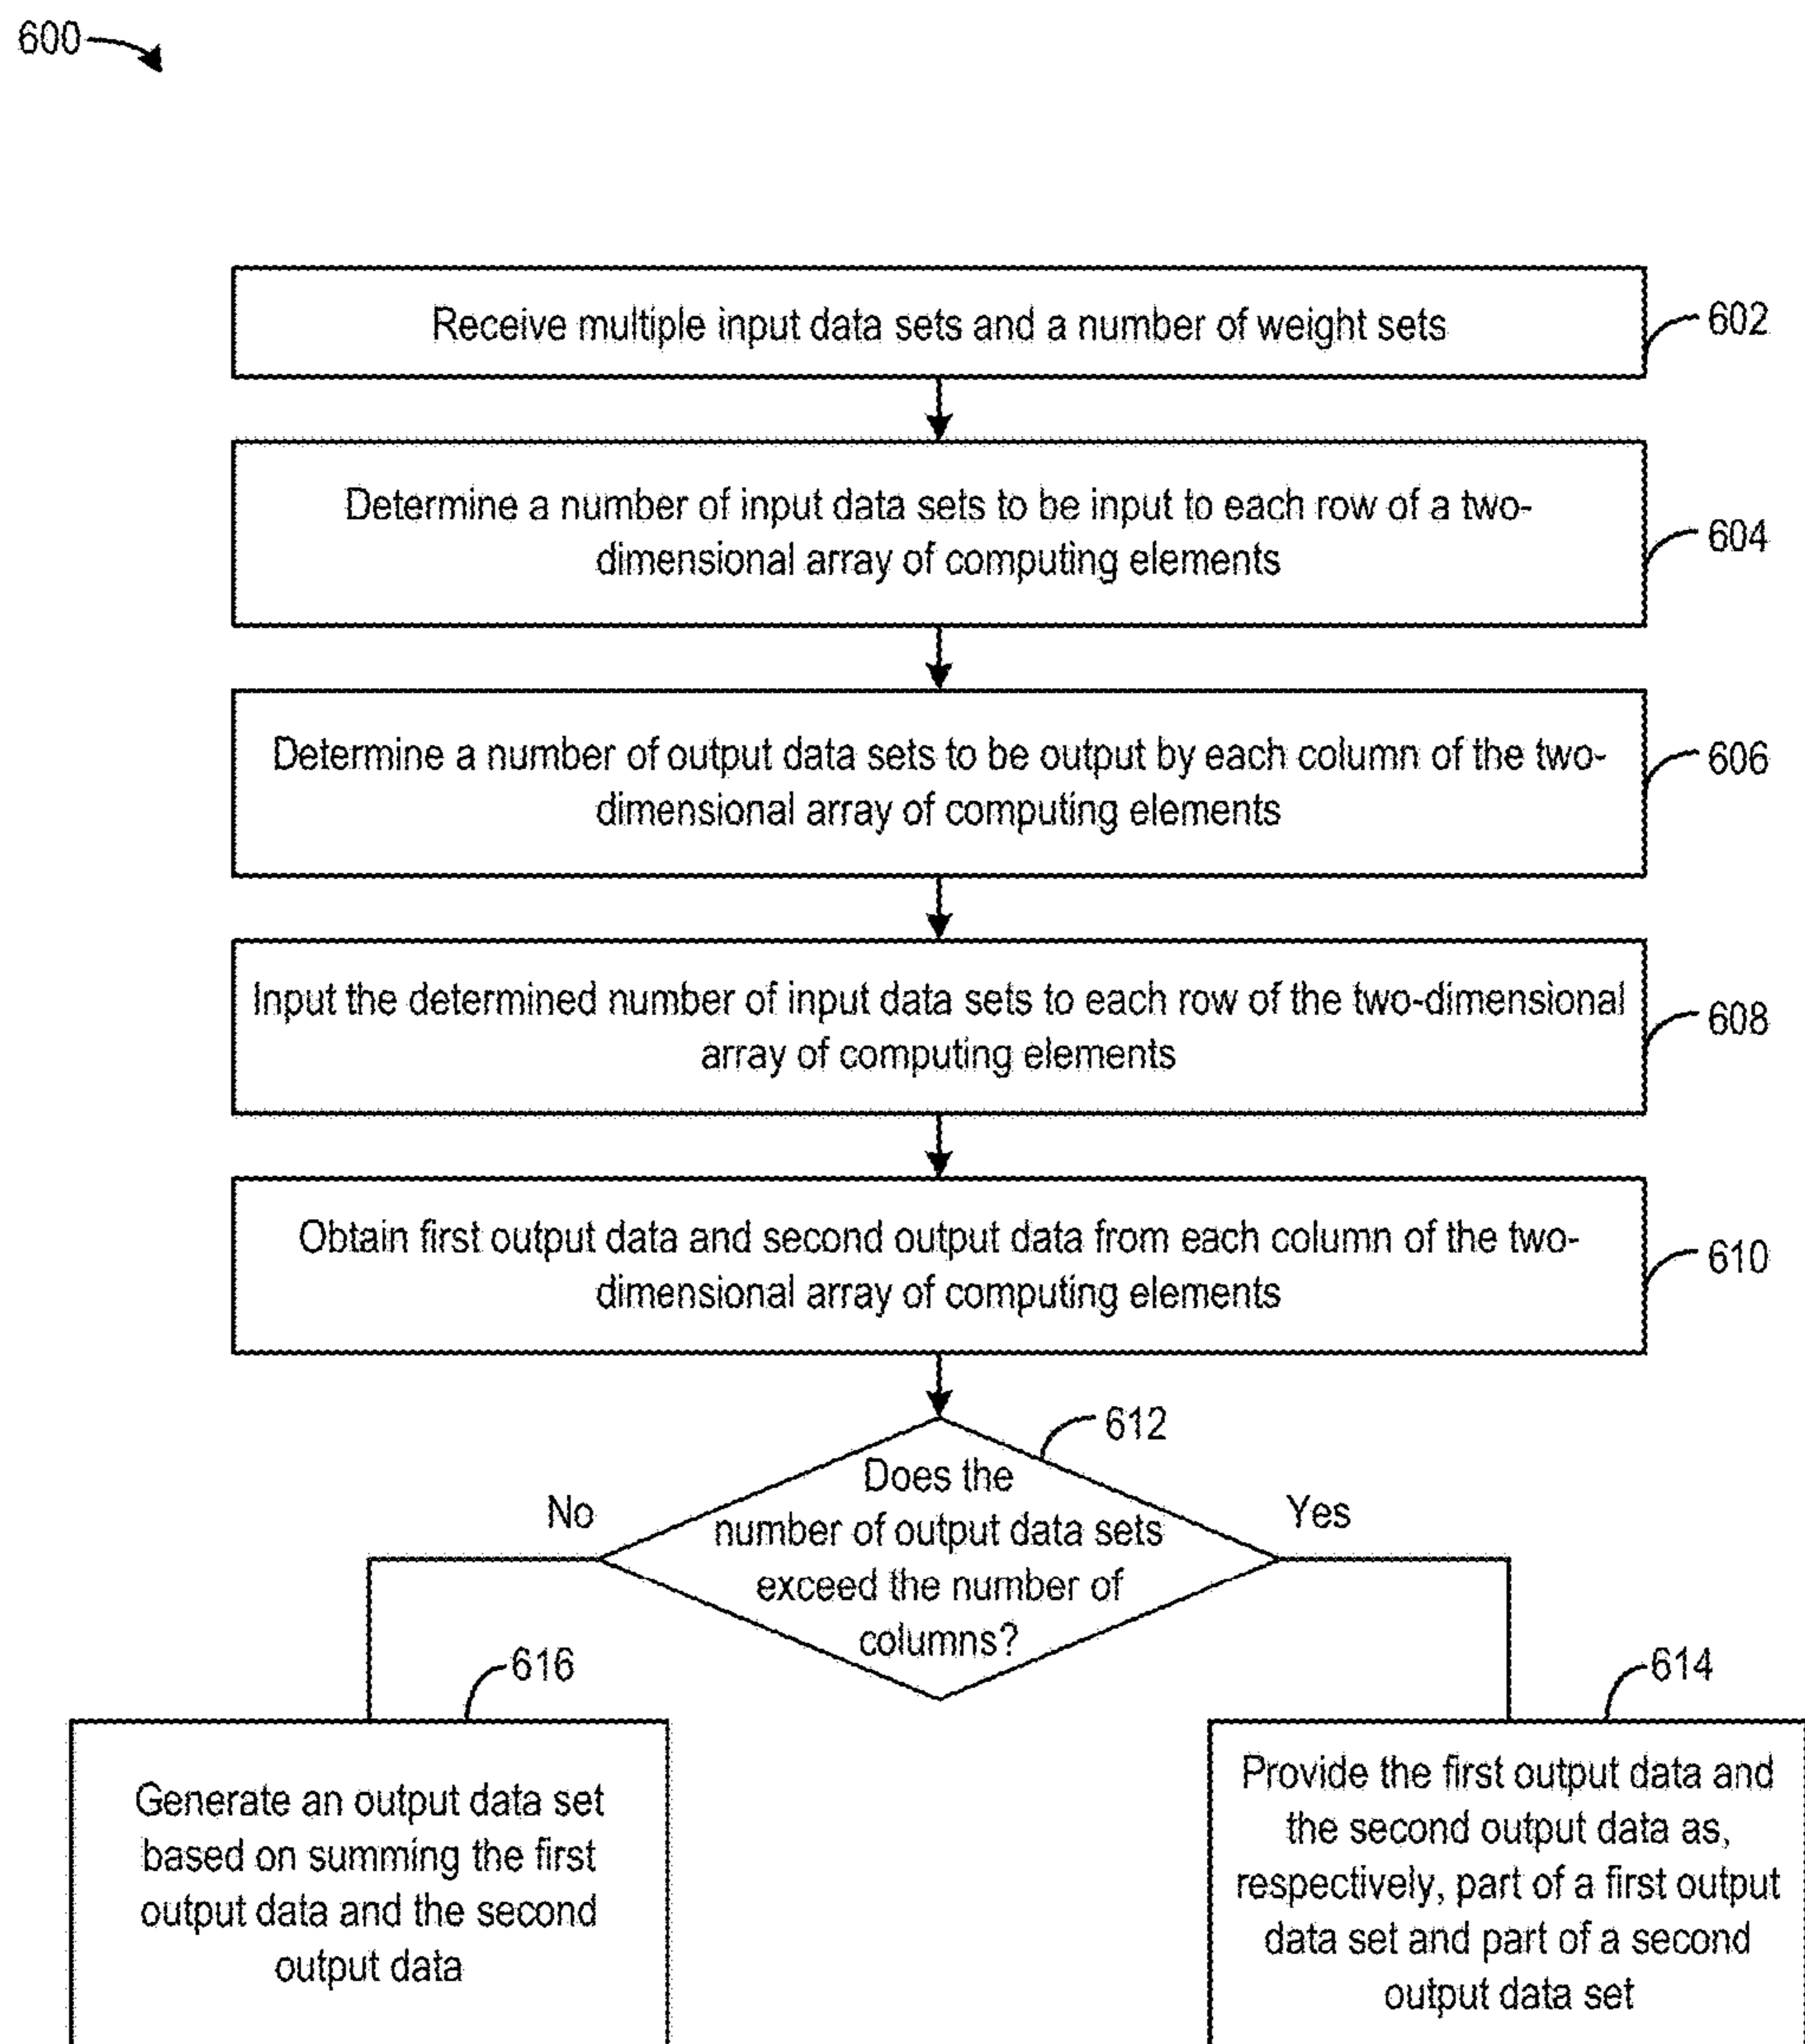 600
Receive multiple input data sets and a number of weight sets
602
Determine a number of input data sets to be input to each row of a two-
dimensional array of computing elements
604
Determine a number of output data sets to be output by each column of the two-
dimensional array of computing elements
606
Input the determined number of input data sets to each row of the two-dimensional
array of computing elements
608
Obtain first output data and second output data from each column of the two-
dimensional array of computing elements
610
612
Does the
number of output data sets
exceed the number of
columns?
No
Yes
616
Generate an output data set
based on summing the first
output data and the second
output data
614
Provide the first output data and
the second output data as,
respectively, part of a first output
data set and part of a second
output data set